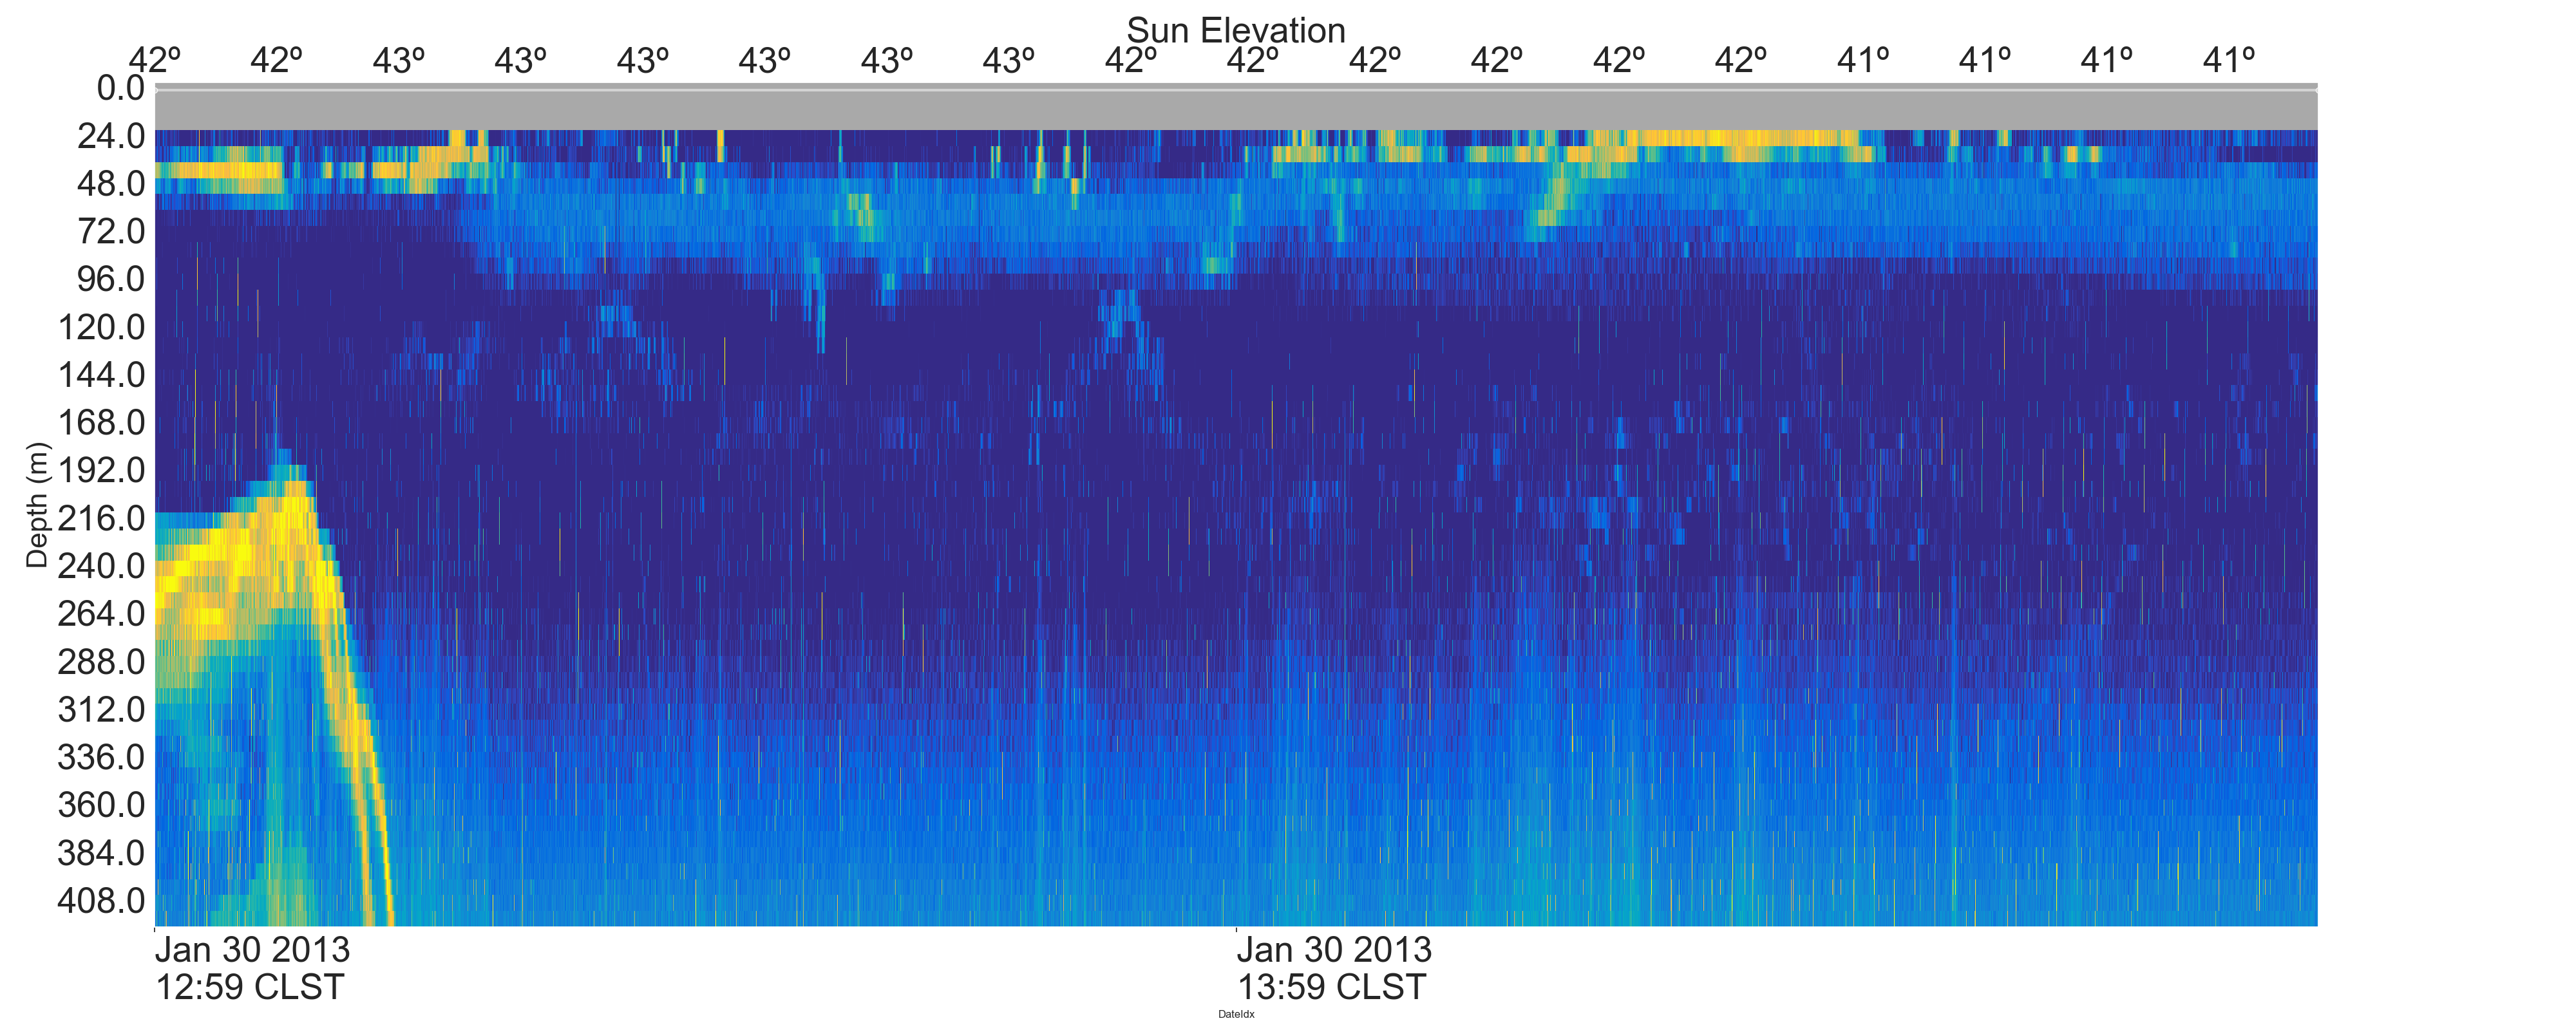 Sun Elevation
42º 42º 43º 43º 43º 43º 43º 43º 42º 42º 42º 42º 42º 42º 41º 41º 41º 41º
0.0
24.0
48.0
72.0
96.0
120.0
144.0
168.0
192.0
216.0
240.0
264.0
288.0
312.0
336.0
360.0
384.0
408.0
Depth (m)
Jan 30 2013
12:59 CLST
Jan 30 2013
13:59 CLST
DateIdx